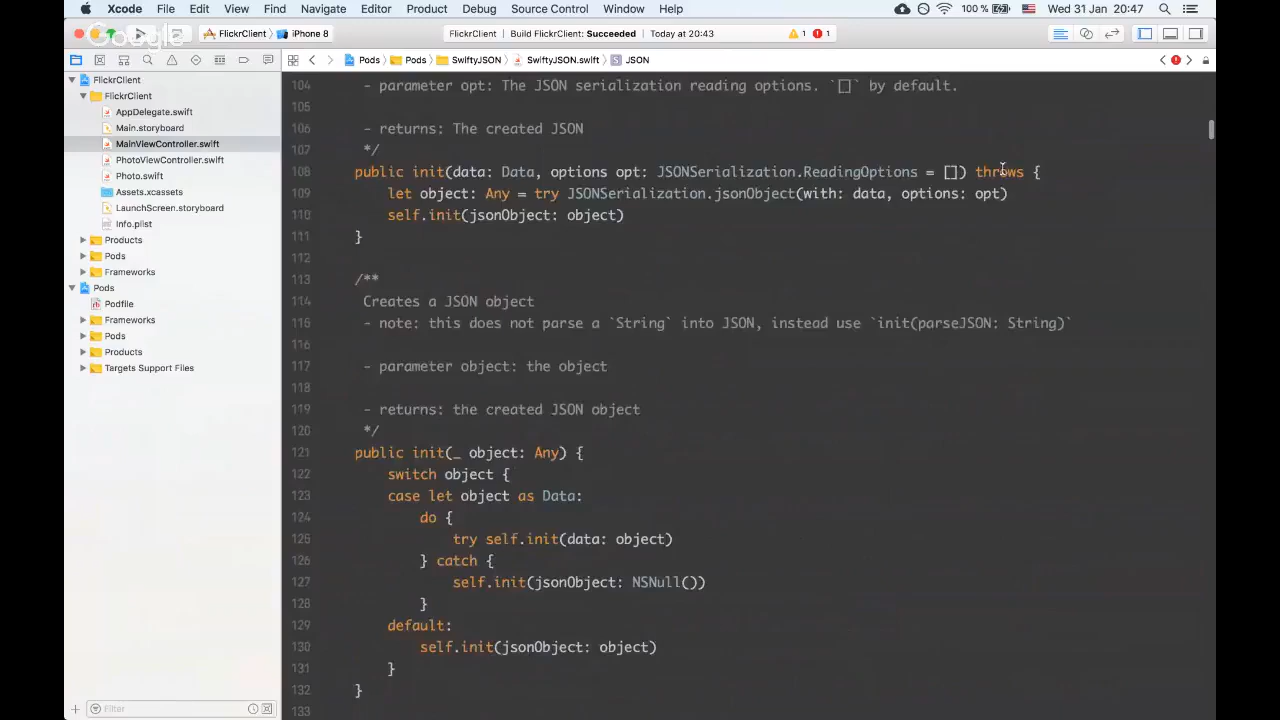 Xcode File Edit View Find Navigate Editor Product Debug Source Control Window Help 100 % Wed 31 Jan 20:47
Google
FlickrClient iPhone 8 FlickrClient Build FlickrClient: Succeeded Today at 20:43 1 1
Pods Pods SwiftyJSON SwiftyJSON.swift S JSON
FlickrClient
FlickrClient
AppDelegate.swift
Main.storyboard
MainViewController.swift
PhotoViewController.swift
Photo.swift
Assets.xcassets
LaunchScreen.storyboard
Info.plist
Products
Pods
Frameworks
Pods
Podfile
Frameworks
Pods
Products
Targets Support Files
Filter
104 - parameter opt: The JSON serialization reading options. `[]` by default.
105
106 - returns: The created JSON
107 */
108 public init(data: Data, options opt: JSONSerialization.ReadingOptions = []) throws {
109 let object: Any = try JSONSerialization.jsonObject(with: data, options: opt)
110 self.init(jsonObject: object)
111 }
112
113 /**
114 Creates a JSON object
115 - note: this does not parse a `String` into JSON, instead use `init(parseJSON: String)`
116
117 - parameter object: the object
118
119 - returns: the created JSON object
120 */
121 public init(_ object: Any) {
122 switch object {
123 case let object as Data:
124 do {
125 try self.init(data: object)
126 } catch {
127 self.init(jsonObject: NSNull())
128 }
129 default:
130 self.init(jsonObject: object)
131 }
132 }
133